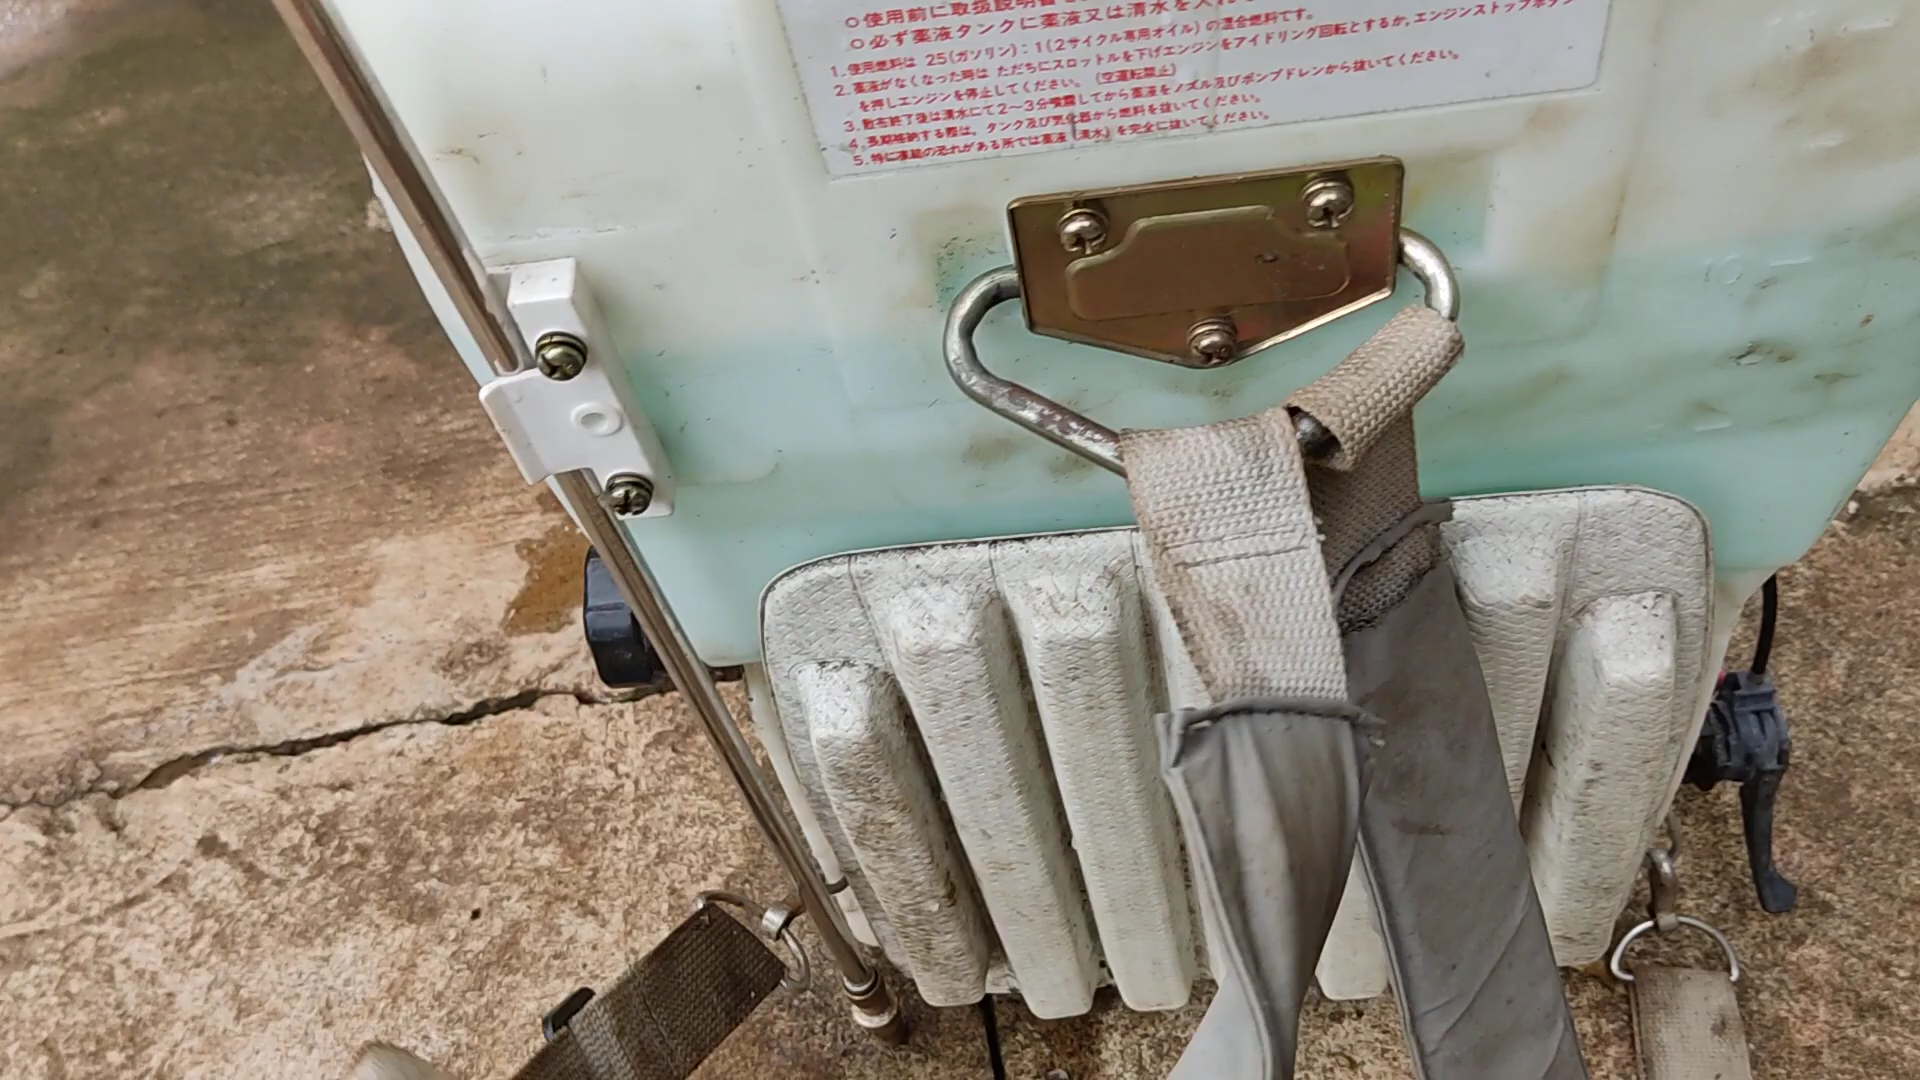 ○使用前に取扱説明書
○必ず薬液タンクに薬液又は清水を入れ
1.使用燃料は 25(ガソリン):1(2サイクル専用オイル)の混合燃料です。
2.薬液がなくなった時は ただちにスロットルを下げエンジンをアイドリング回転とするか,エンジンストップボタン
を押しエンジンを停止してください。(空運転禁止)
3.散布終了後は清水にて2～3分噴霧してから薬液をノズル及びポンプドレンから抜いてください。
4.長期格納する際は,タンク及び気化器から燃料を抜いてください。
5.特に凍結の恐れがある所では薬液(清水)を完全に抜いてください。
10